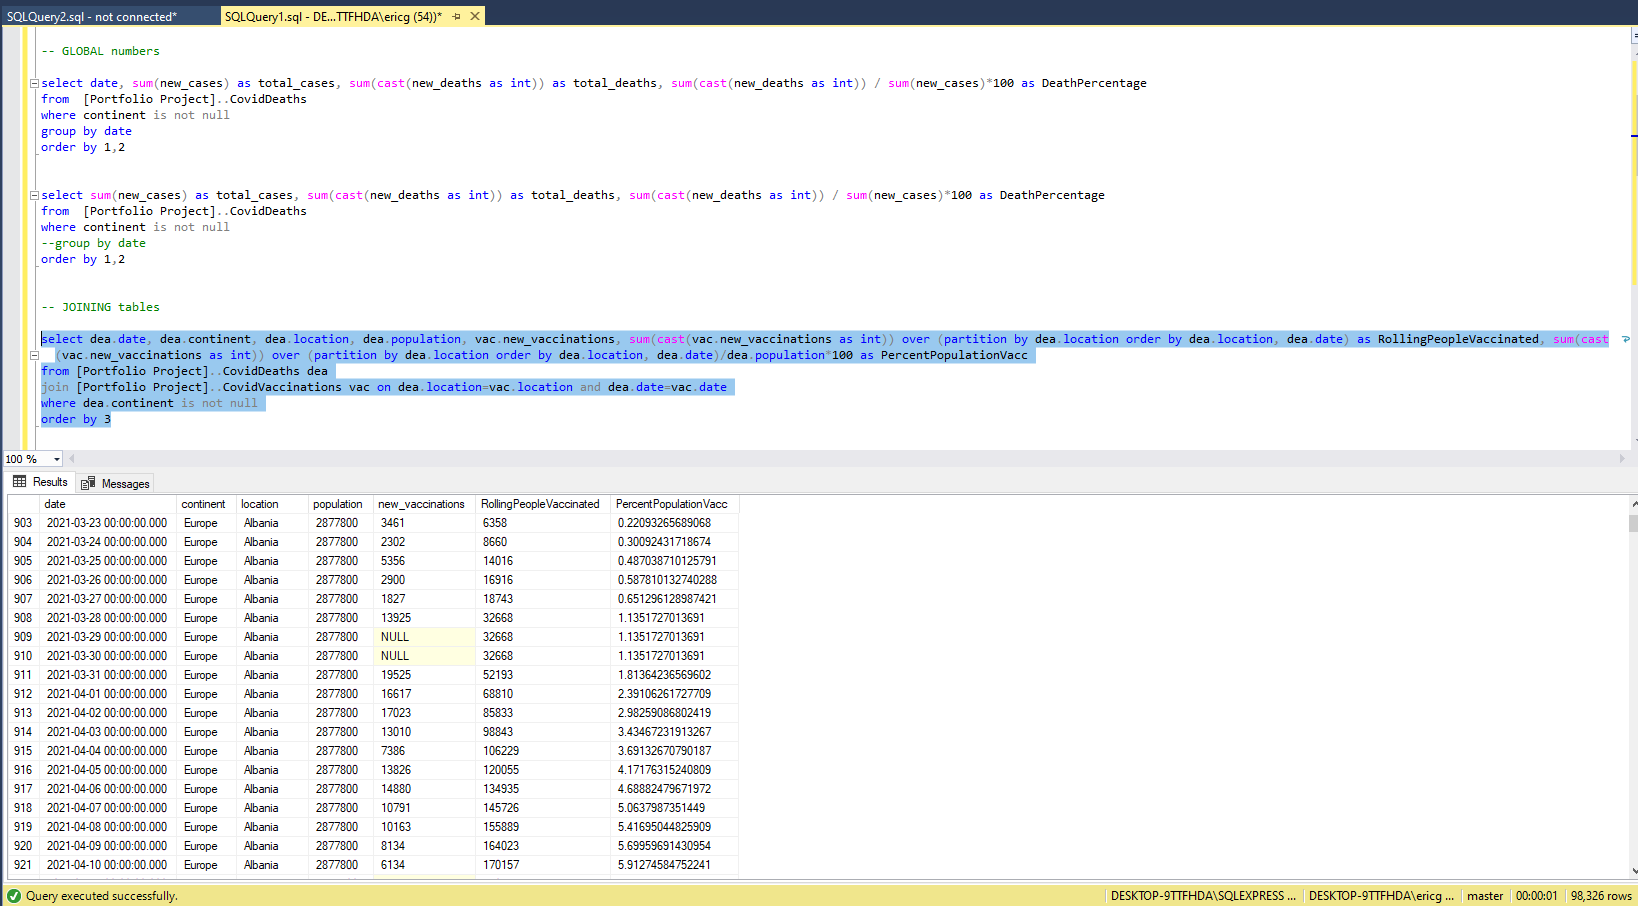 SQLQuery2.sql - not connected*
SQLQuery1.sql - DE...TTFHDA\ericg (54))*
-- GLOBAL numbers
select date, sum(new_cases) as total_cases, sum(cast(new_deaths as int)) as total_deaths, sum(cast(new_deaths as int)) / sum(new_cases)*100 as DeathPercentage
from  [Portfolio Project]..CovidDeaths
where continent is not null
group by date
order by 1,2
select sum(new_cases) as total_cases, sum(cast(new_deaths as int)) as total_deaths, sum(cast(new_deaths as int)) / sum(new_cases)*100 as DeathPercentage
from  [Portfolio Project]..CovidDeaths
where continent is not null
--group by date
order by 1,2
-- JOINING tables
select dea.date, dea.continent, dea.location, dea.population, vac.new_vaccinations, sum(cast(vac.new_vaccinations as int)) over (partition by dea.location order by dea.location, dea.date) as RollingPeopleVaccinated, sum(cast
(vac.new_vaccinations as int)) over (partition by dea.location order by dea.location, dea.date)/dea.population*100 as PercentPopulationVacc
from [Portfolio Project]..CovidDeaths dea
join [Portfolio Project]..CovidVaccinations vac on dea.location=vac.location and dea.date=vac.date
where dea.continent is not null
order by 3
100 %
Results Messages
date continent location population new_vaccinations RollingPeopleVaccinated PercentPopulationVacc
903 2021-03-23 00:00:00.000 Europe Albania 2877800 3461 6358 0.22093265689068
904 2021-03-24 00:00:00.000 Europe Albania 2877800 2302 8660 0.30092431718674
905 2021-03-25 00:00:00.000 Europe Albania 2877800 5356 14016 0.487038710125791
906 2021-03-26 00:00:00.000 Europe Albania 2877800 2900 16916 0.587810132740288
907 2021-03-27 00:00:00.000 Europe Albania 2877800 1827 18743 0.651296128987421
908 2021-03-28 00:00:00.000 Europe Albania 2877800 13925 32668 1.1351727013691
909 2021-03-29 00:00:00.000 Europe Albania 2877800 NULL 32668 1.1351727013691
910 2021-03-30 00:00:00.000 Europe Albania 2877800 NULL 32668 1.1351727013691
911 2021-03-31 00:00:00.000 Europe Albania 2877800 19525 52193 1.81364236569602
912 2021-04-01 00:00:00.000 Europe Albania 2877800 16617 68810 2.39106261727709
913 2021-04-02 00:00:00.000 Europe Albania 2877800 17023 85833 2.98259086802419
914 2021-04-03 00:00:00.000 Europe Albania 2877800 13010 98843 3.43467231913267
915 2021-04-04 00:00:00.000 Europe Albania 2877800 7386 106229 3.69132670790187
916 2021-04-05 00:00:00.000 Europe Albania 2877800 13826 120055 4.17176315240809
917 2021-04-06 00:00:00.000 Europe Albania 2877800 14880 134935 4.68882479671972
918 2021-04-07 00:00:00.000 Europe Albania 2877800 10791 145726 5.0637987351449
919 2021-04-08 00:00:00.000 Europe Albania 2877800 10163 155889 5.41695044825909
920 2021-04-09 00:00:00.000 Europe Albania 2877800 8134 164023 5.69959691430954
921 2021-04-10 00:00:00.000 Europe Albania 2877800 6134 170157 5.91274584752241
Query executed successfully. DESKTOP-9TTFHDA\SQLEXPRESS ... DESKTOP-9TTFHDA\ericg ... master 00:00:01 98,326 rows